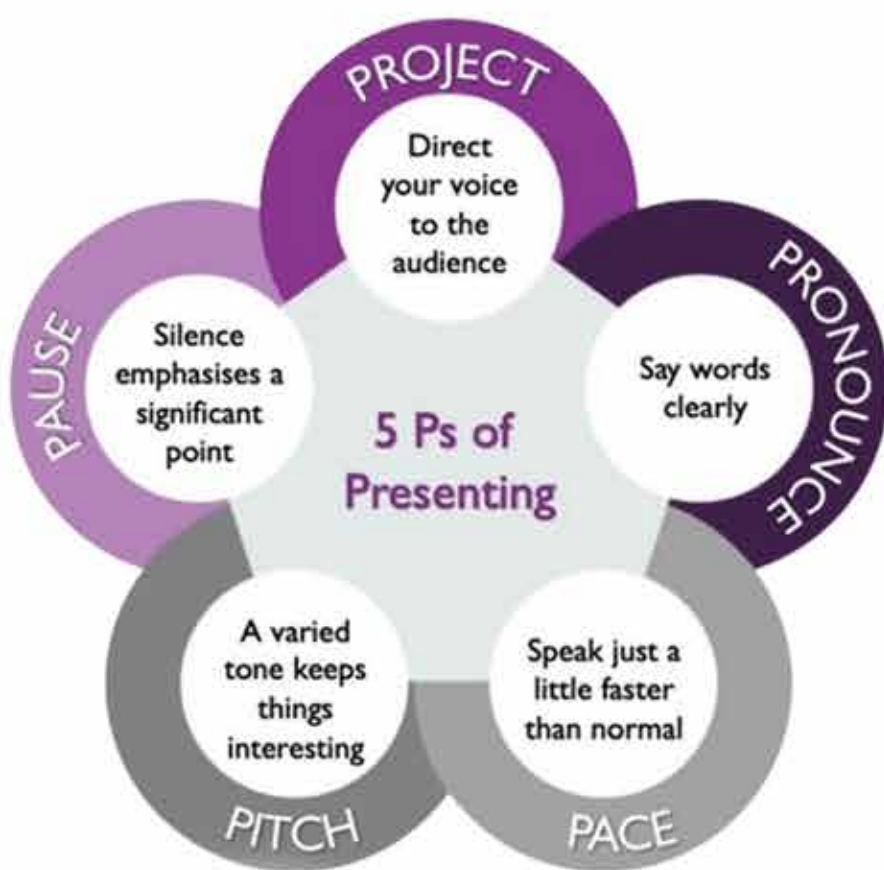 PROJECT
Direct
your voice
to the
audience
PRONOUNCE
Say words
clearly
PACE
Speak just a
little faster
than normal
PITCH
A varied
tone keeps
things
interesting
PAUSE
Silence
emphasises a
significant
point
5 Ps of
Presenting